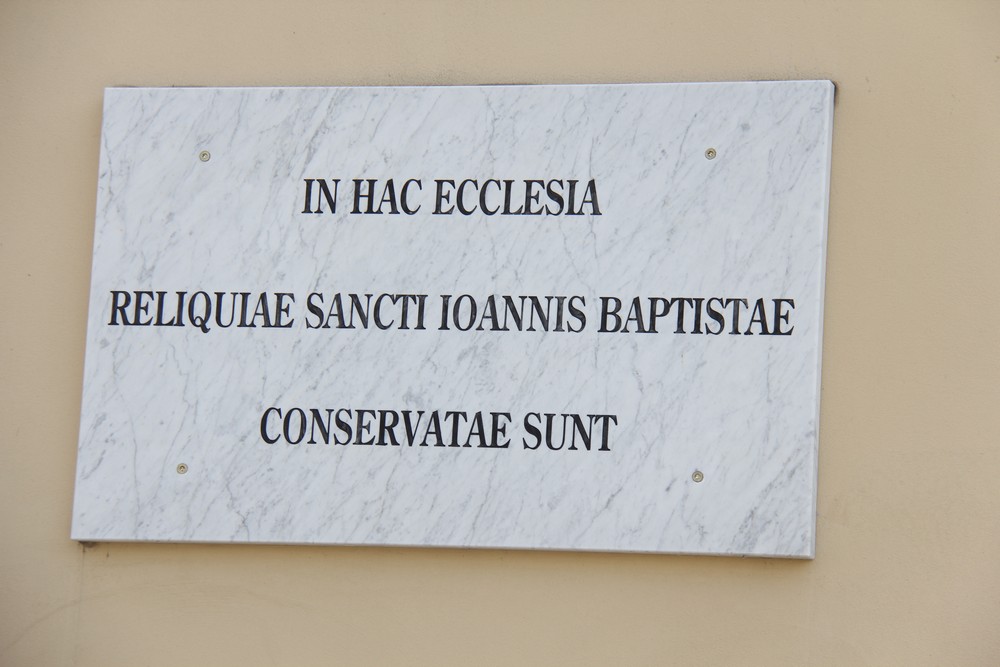 IN HAC ECCLESIA
RELIQUIAE SANCTI IOANNIS BAPTISTAE
CONSERVATAE SUNT